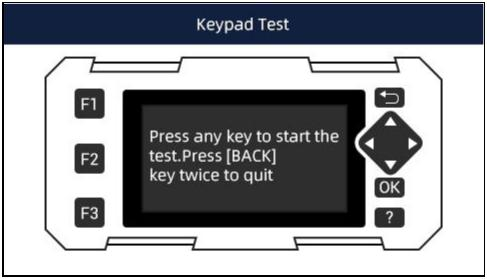 Keypad Test
F1
F2
F3
Press any key to start the
test.Press [BACK]
key twice to quit
OK
?